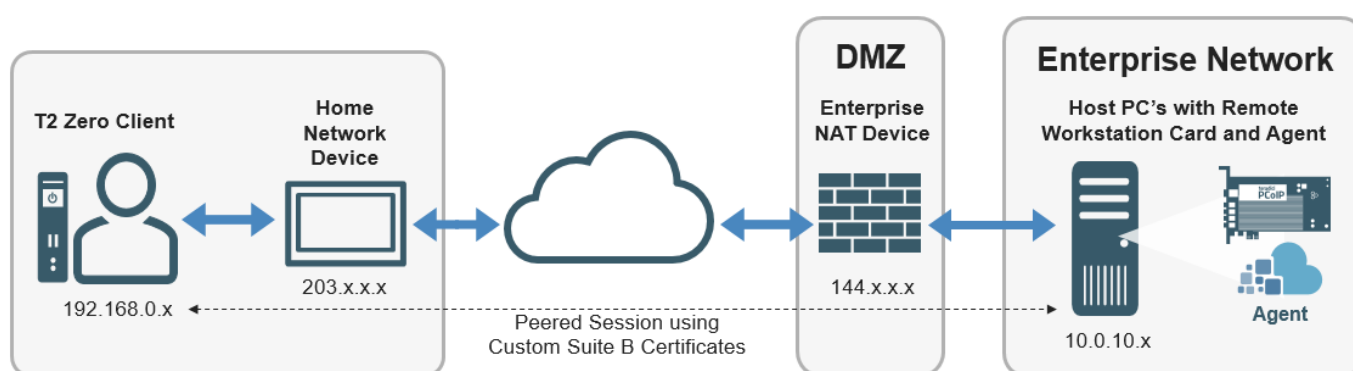 T2 Zero Client
192.168.0.x
Home
Network
Device
203.x.x.x
DMZ
Enterprise
NAT Device
144.x.x.x
Enterprise Network
Host PC's with Remote
Workstation Card and Agent
PCoIP
Agent
10.0.10.x
Peered Session using
Custom Suite B Certificates